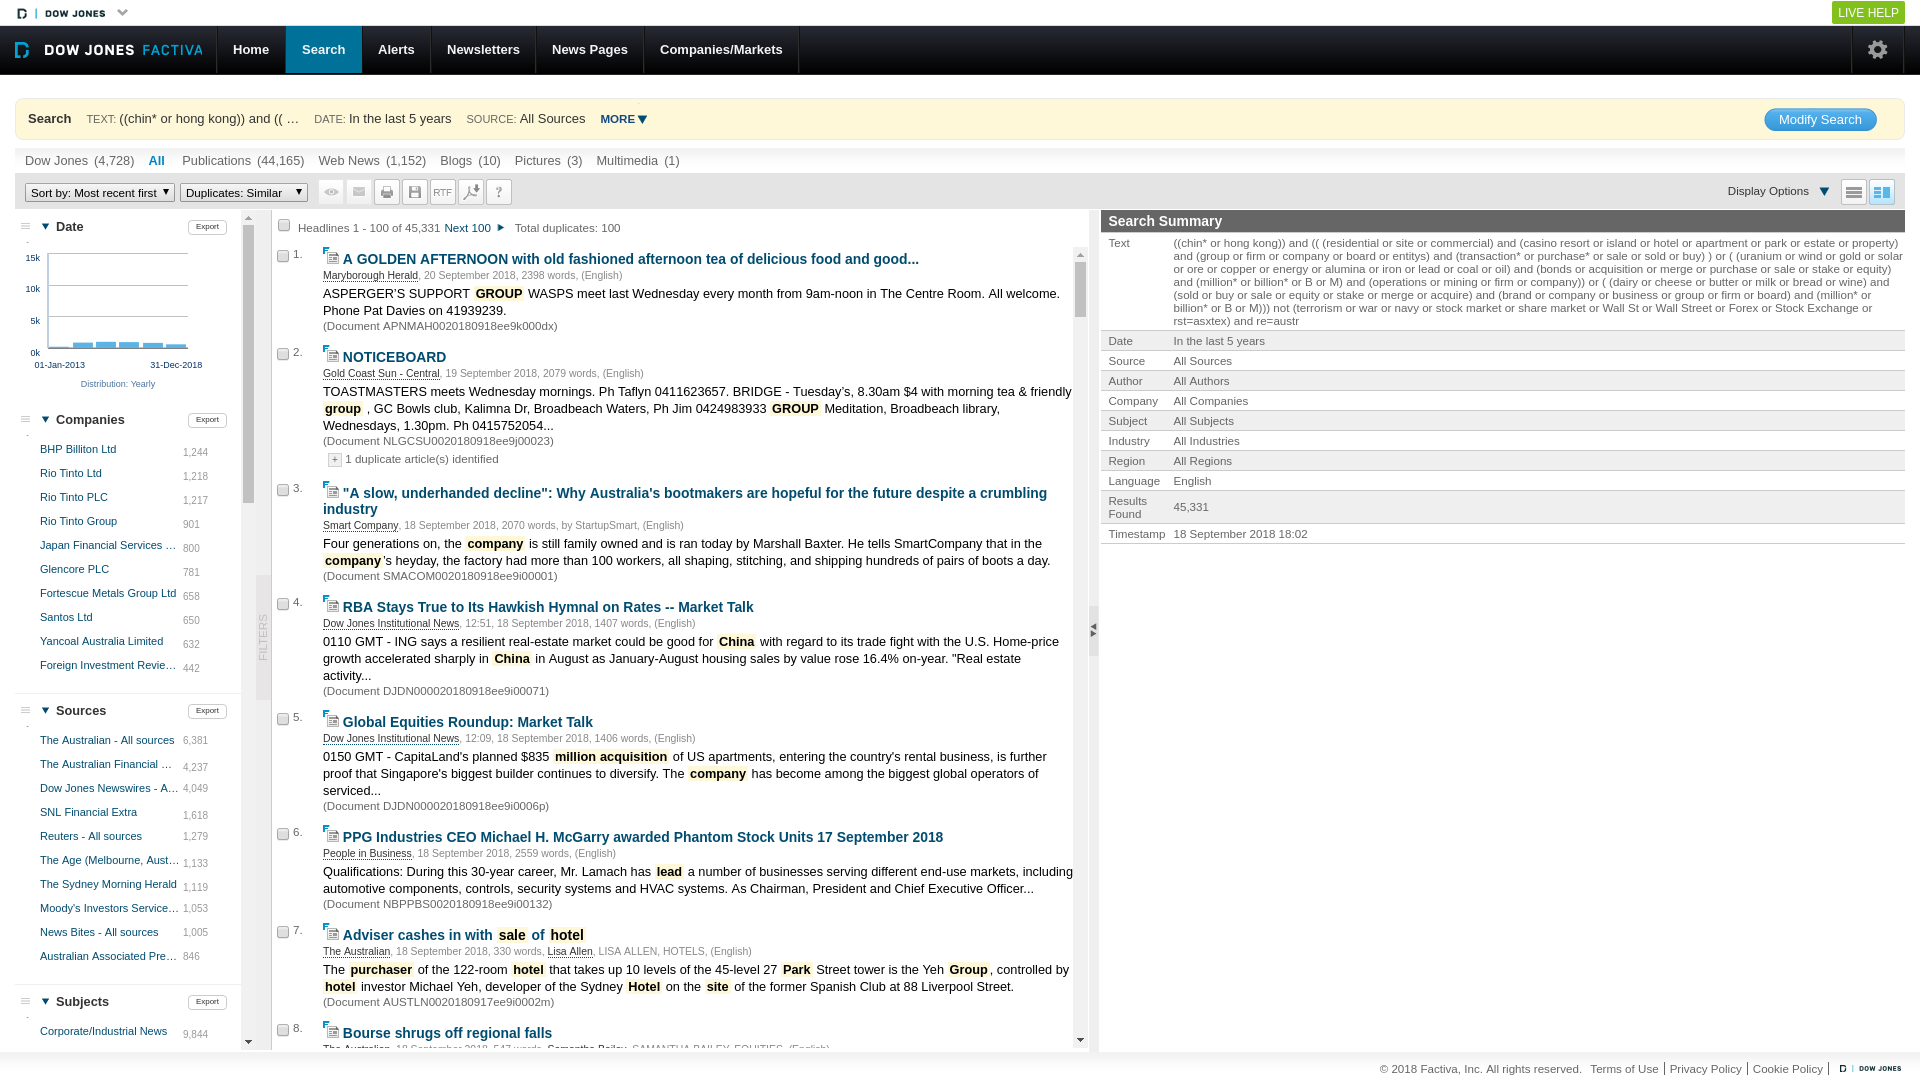 DOW JONES
LIVE HELP
DOW JONES FACTIVA
Home
Search
Alerts
Newsletters
News Pages
Companies/Markets
Search TEXT: ((chin* or hong kong)) and (( … DATE: In the last 5 years SOURCE: All Sources MORE
Modify Search
Dow Jones (4,728) All Publications (44,165) Web News (1,152) Blogs (10) Pictures (3) Multimedia (1)
Sort by: Most recent first
Duplicates: Similar
RTF
?
Display Options
Date
Export
15k
10k
5k
0k
01-Jan-2013 31-Dec-2018
Distribution: Yearly
Companies
Export
BHP Billiton Ltd 1,244
Rio Tinto Ltd 1,218
Rio Tinto PLC 1,217
Rio Tinto Group 901
Japan Financial Services ... 800
Glencore PLC 781
Fortescue Metals Group Ltd 658
Santos Ltd 650
Yancoal Australia Limited 632
Foreign Investment Revie... 442
Sources
Export
The Australian - All sources 6,381
The Australian Financial ... 4,237
Dow Jones Newswires - A... 4,049
SNL Financial Extra 1,618
Reuters - All sources 1,279
The Age (Melbourne, Aust... 1,133
The Sydney Morning Herald 1,119
Moody's Investors Service... 1,053
News Bites - All sources 1,005
Australian Associated Pre... 846
Subjects
Export
Corporate/Industrial News 9,844
FILTERS
Headlines 1 - 100 of 45,331 Next 100 Total duplicates: 100
1. A GOLDEN AFTERNOON with old fashioned afternoon tea of delicious food and good...
Maryborough Herald, 20 September 2018, 2398 words, (English)
ASPERGER'S SUPPORT GROUP WASPS meet last Wednesday every month from 9am-noon in The Centre Room. All welcome.
Phone Pat Davies on 41939239.
(Document APNMAH0020180918ee9k000dx)
2. NOTICEBOARD
Gold Coast Sun - Central, 19 September 2018, 2079 words, (English)
TOASTMASTERS meets Wednesday mornings. Ph Taflyn 0411623657. BRIDGE - Tuesday's, 8.30am $4 with morning tea & friendly
group , GC Bowls club, Kalimna Dr, Broadbeach Waters, Ph Jim 0424983933 GROUP Meditation, Broadbeach library,
Wednesdays, 1.30pm. Ph 0415752054...
(Document NLGCSU0020180918ee9j00023)
+ 1 duplicate article(s) identified
3. "A slow, underhanded decline": Why Australia's bootmakers are hopeful for the future despite a crumbling
industry
Smart Company, 18 September 2018, 2070 words, by StartupSmart, (English)
Four generations on, the company is still family owned and is ran today by Marshall Baxter. He tells SmartCompany that in the
company's heyday, the factory had more than 100 workers, all shaping, stitching, and shipping hundreds of pairs of boots a day.
(Document SMACOM0020180918ee9i00001)
4. RBA Stays True to Its Hawkish Hymnal on Rates -- Market Talk
Dow Jones Institutional News, 12:51, 18 September 2018, 1407 words, (English)
0110 GMT - ING says a resilient real-estate market could be good for China with regard to its trade fight with the U.S. Home-price
growth accelerated sharply in China in August as January-August housing sales by value rose 16.4% on-year. "Real estate
activity...
(Document DJDN000020180918ee9i00071)
5. Global Equities Roundup: Market Talk
Dow Jones Institutional News, 12:09, 18 September 2018, 1406 words, (English)
0150 GMT - CapitaLand's planned $835 million acquisition of US apartments, entering the country's rental business, is further
proof that Singapore's biggest builder continues to diversify. The company has become among the biggest global operators of
serviced...
(Document DJDN000020180918ee9i0006p)
6. PPG Industries CEO Michael H. McGarry awarded Phantom Stock Units 17 September 2018
People in Business, 18 September 2018, 2559 words, (English)
Qualifications: During this 30-year career, Mr. Lamach has lead a number of businesses serving different end-use markets, including
automotive components, controls, security systems and HVAC systems. As Chairman, President and Chief Executive Officer...
(Document NBPPBS0020180918ee9i00132)
7. Adviser cashes in with sale of hotel
The Australian, 18 September 2018, 330 words, Lisa Allen, LISA ALLEN, HOTELS, (English)
The purchaser of the 122-room hotel that takes up 10 levels of the 45-level 27 Park Street tower is the Yeh Group, controlled by
hotel investor Michael Yeh, developer of the Sydney Hotel on the site of the former Spanish Club at 88 Liverpool Street.
(Document AUSTLN0020180917ee9i0002m)
8. Bourse shrugs off regional falls
The Australian, 18 September 2018, 547 words, Samantha Bailey, SAMANTHA BAILEY, EQUITIES, (English)
Search Summary
Text ((chin* or hong kong)) and (( (residential or site or commercial) and (casino resort or island or hotel or apartment or park or estate or property)
and (group or firm or company or board or entitys) and (transaction* or purchase* or sale or sold or buy) ) or ( (uranium or wind or gold or solar
or ore or copper or energy or alumina or iron or lead or coal or oil) and (bonds or acquisition or merge or purchase or sale or stake or equity)
and (million* or billion* or B or M) and (operations or mining or firm or company)) or ( (dairy or cheese or butter or milk or bread or wine) and
(sold or buy or sale or equity or stake or merge or acquire) and (brand or company or business or group or firm or board) and (million* or
billion* or B or M))) not (terrorism or war or navy or stock market or share market or Wall St or Wall Street or Forex or Stock Exchange or
rst=asxtex) and re=austr
Date In the last 5 years
Source All Sources
Author All Authors
Company All Companies
Subject All Subjects
Industry All Industries
Region All Regions
Language English
Results Found 45,331
Timestamp 18 September 2018 18:02
© 2018 Factiva, Inc. All rights reserved. Terms of Use Privacy Policy Cookie Policy DOW JONES